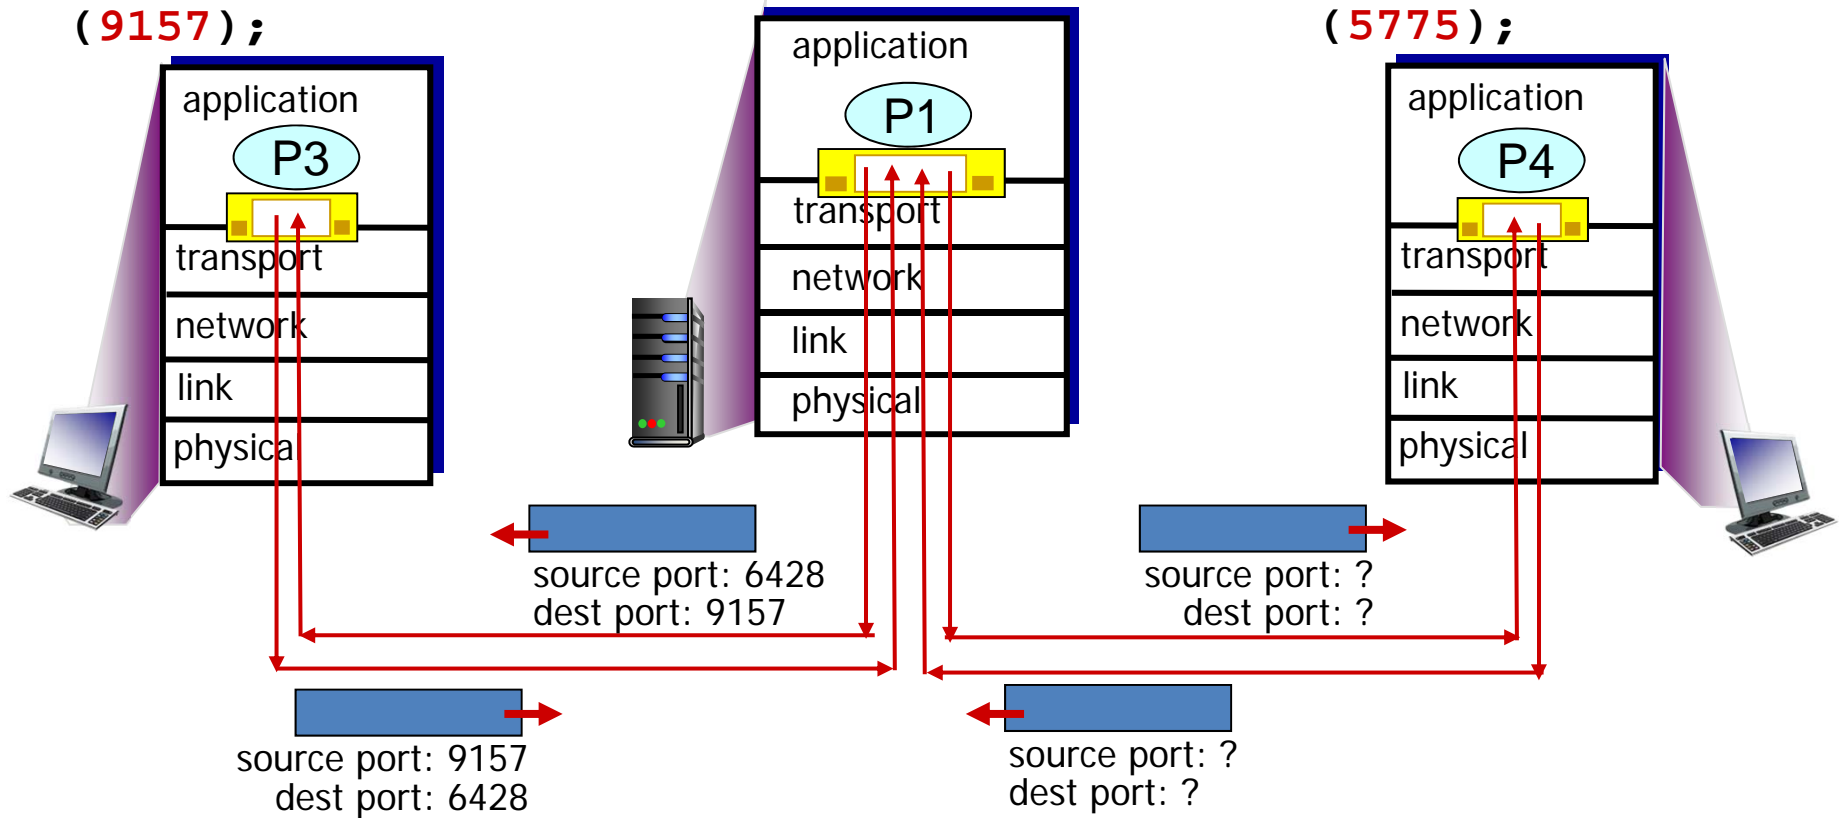 (9157);
(5775);
application
P3
transport
network
link
physical
application
P1
transport
network
link
physical
application
P4
transport
network
link
physical
source port: 6428
dest port: 9157
source port: ?
dest port: ?
source port: 9157
dest port: 6428
source port: ?
dest port: ?